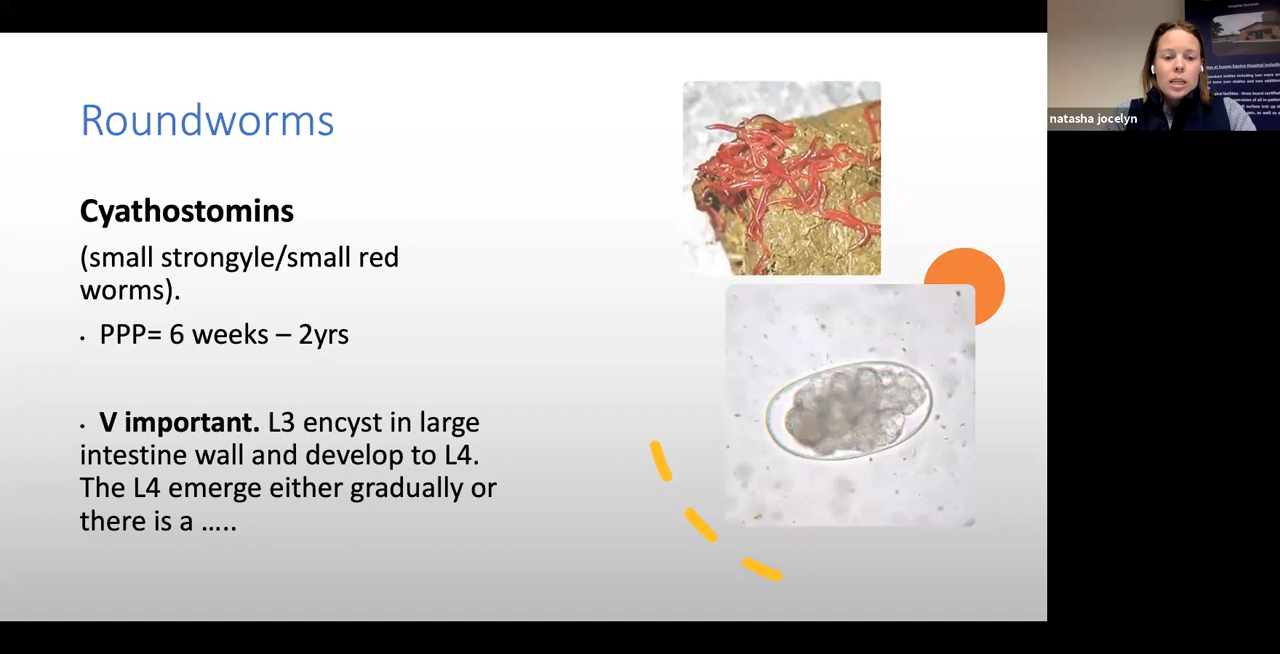 Roundworms
Cyathostomins
(small strongyle/small red
worms).
· PPP= 6 weeks – 2yrs
· V important. L3 encyst in large
intestine wall and develop to L4.
The L4 emerge either gradually or
there is a …..
natasha jocelyn